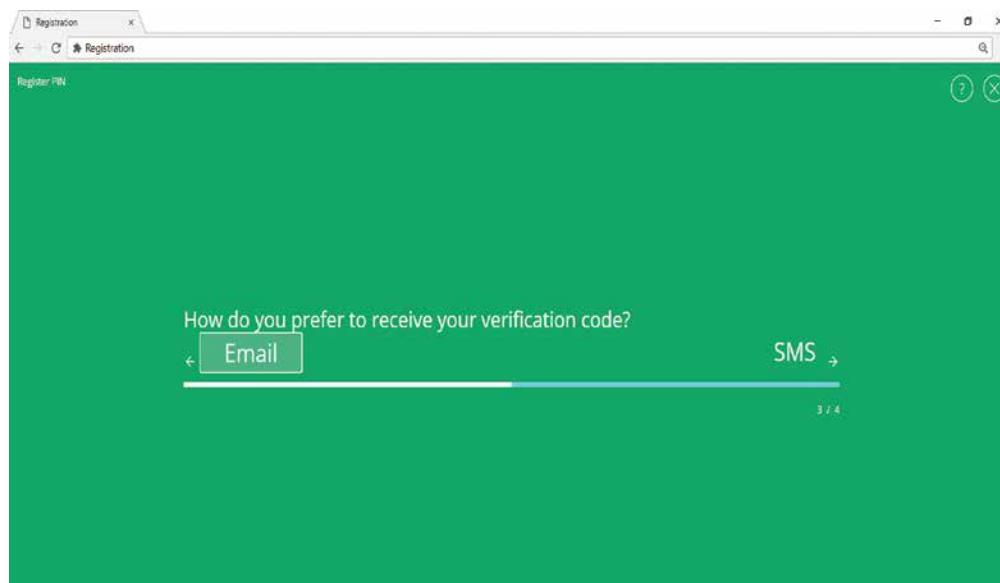 Registration
Registration
Register PIN
?
How do you prefer to receive your verification code?
Email
SMS
3 / 4